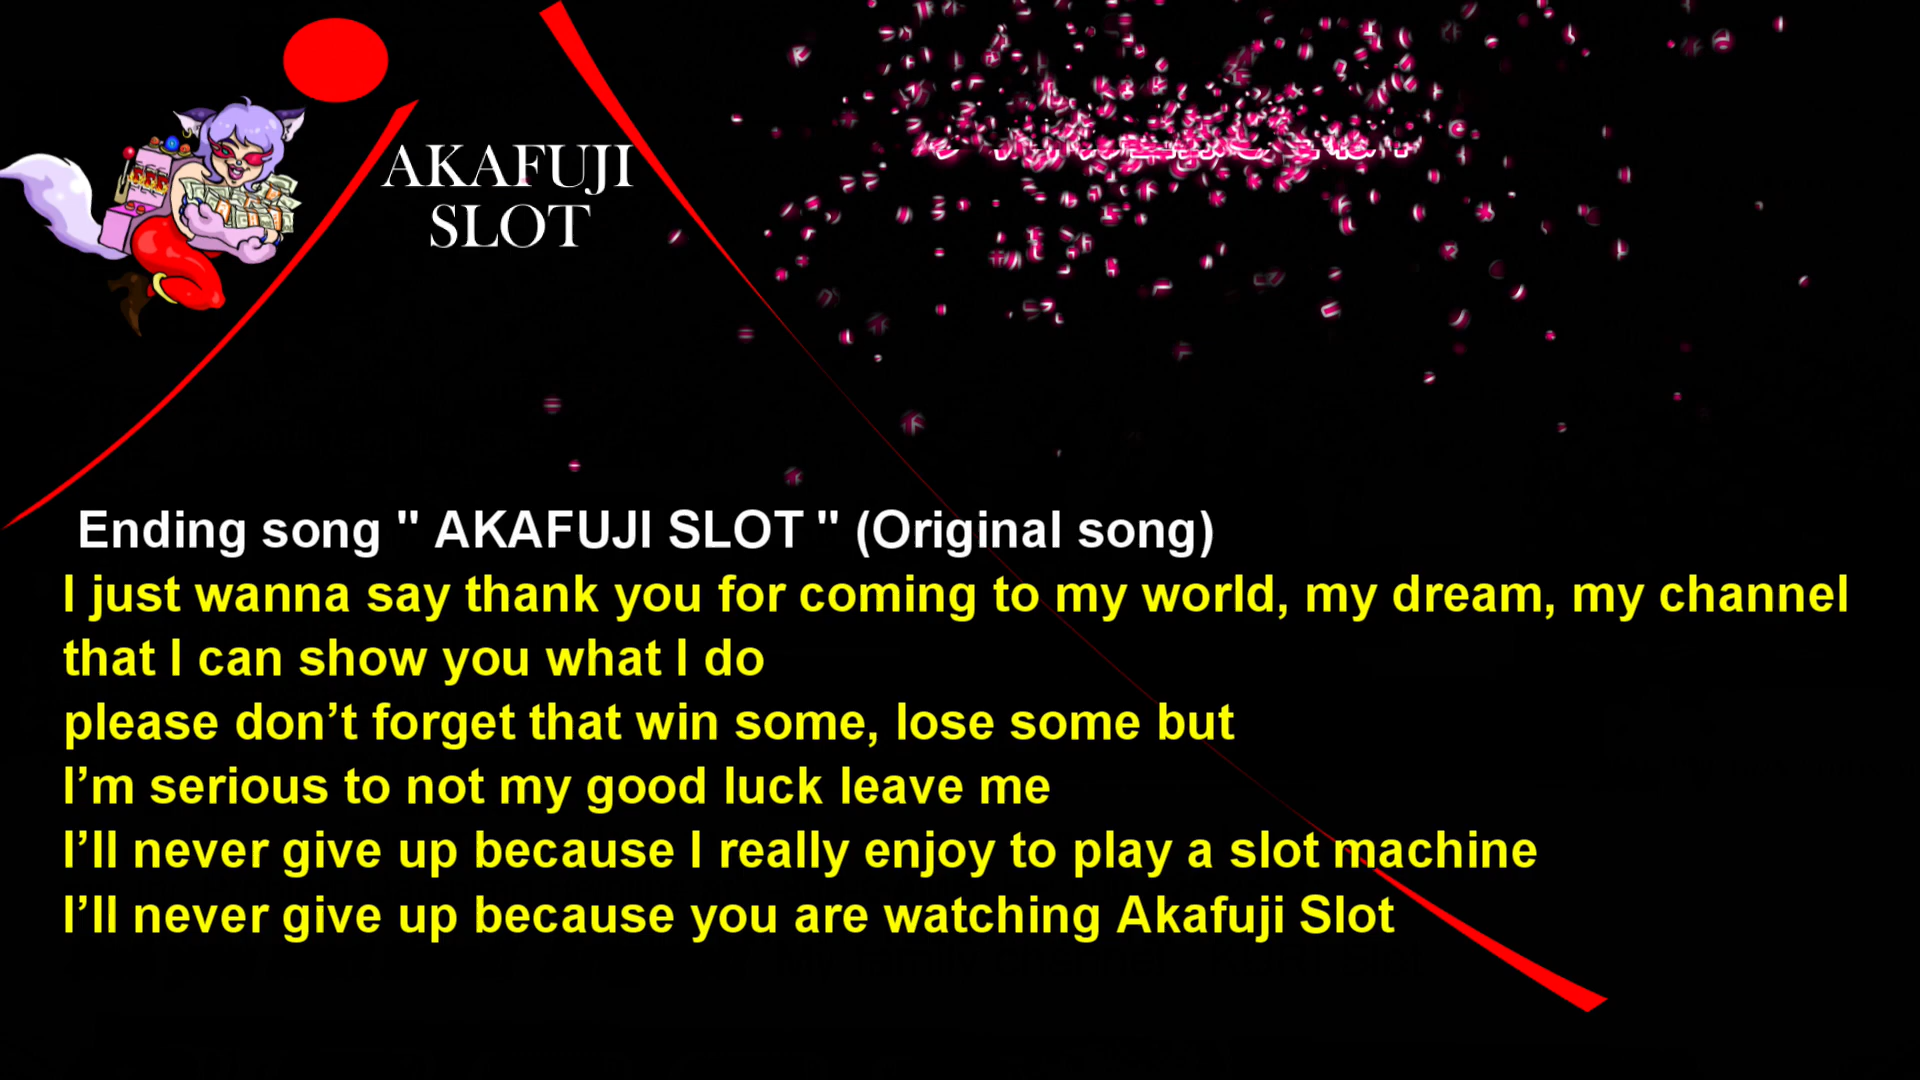 AKAFUJI
SLOT
Ending song " AKAFUJI SLOT " (Original song)
I just wanna say thank you for coming to my world, my dream, my channel
that I can show you what I do
please don’t forget that win some, lose some but
I’m serious to not my good luck leave me
I’ll never give up because I really enjoy to play a slot machine
I’ll never give up because you are watching Akafuji Slot